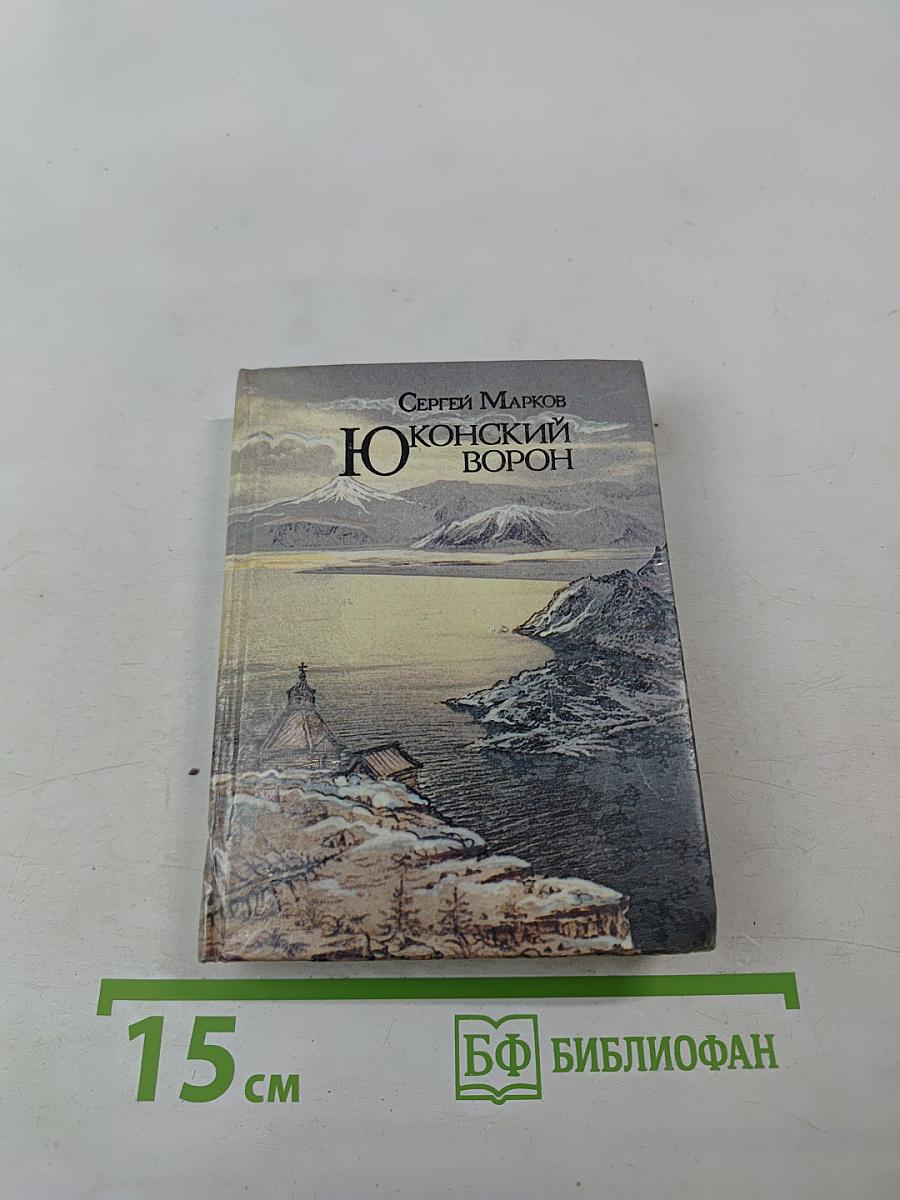 Сергей Марков
Юконский
ворон
15 см
БФ БИБЛИОФАН